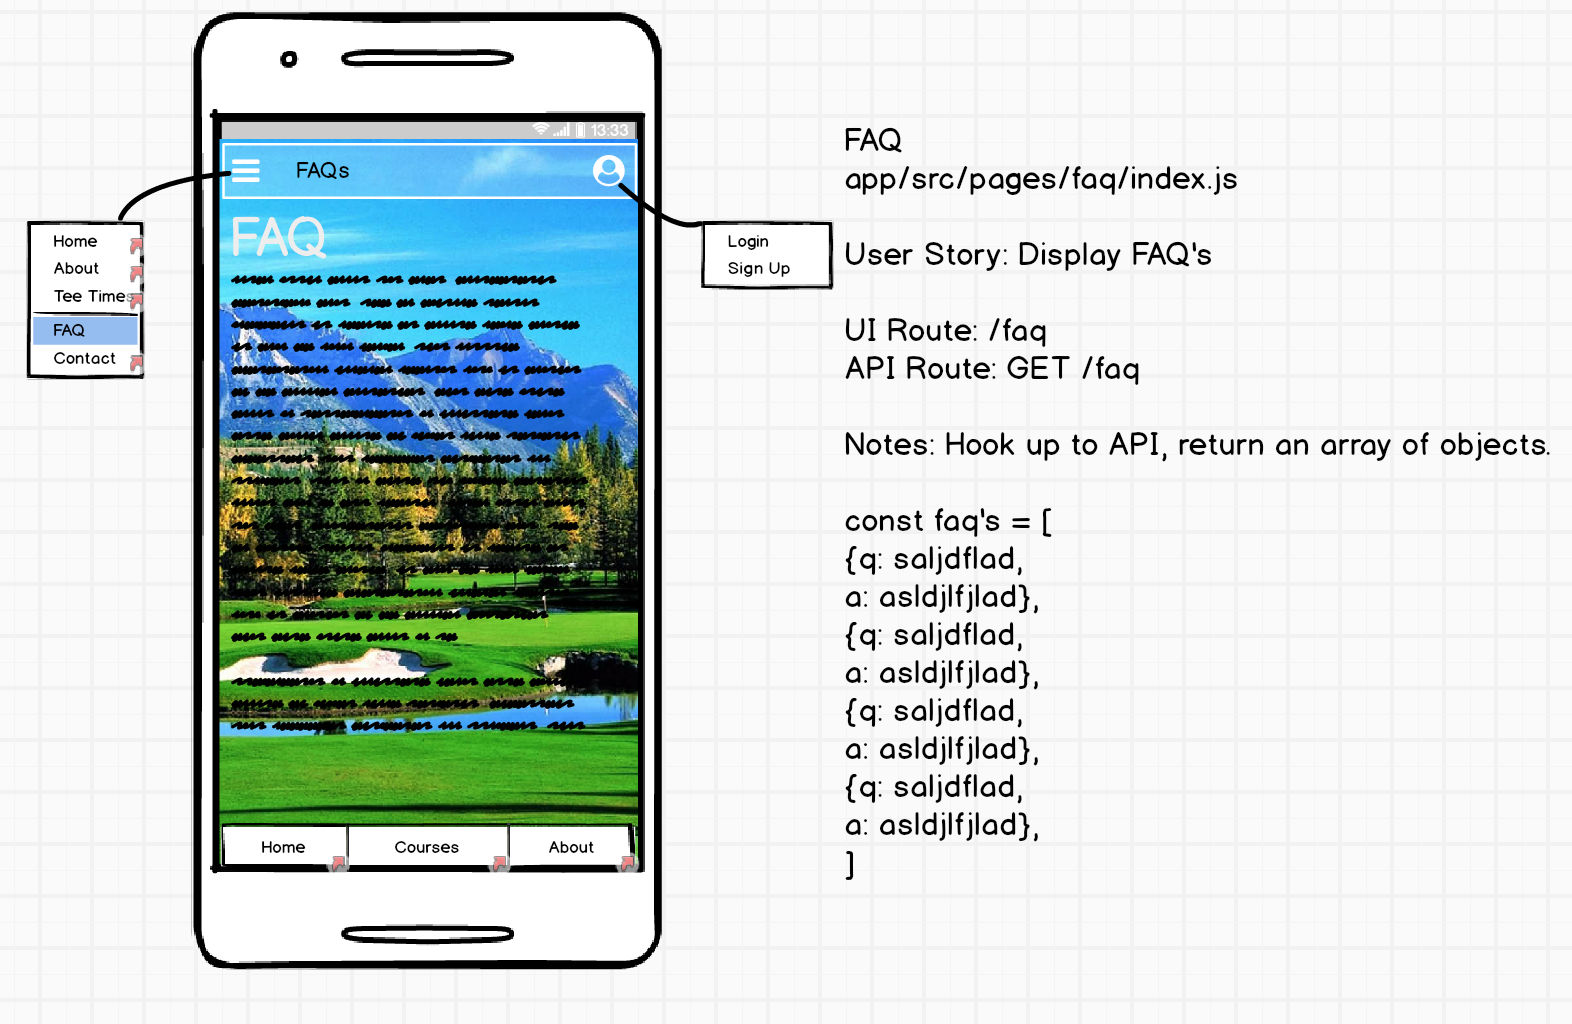 13:33
FAQs
FAQ
Home
About
Tee Times
FAQ
Contact
Login
Sign Up
Home
Courses
About
FAQ
app/src/pages/faq/index.js
User Story: Display FAQ's
UI Route: /faq
API Route: GET /faq
Notes: Hook up to API, return an array of objects.
const faq's = [
{q: saljdflad,
a: asldjlfjlad},
{q: saljdflad,
a: asldjlfjlad},
{q: saljdflad,
a: asldjlfjlad},
{q: saljdflad,
a: asldjlfjlad},
]